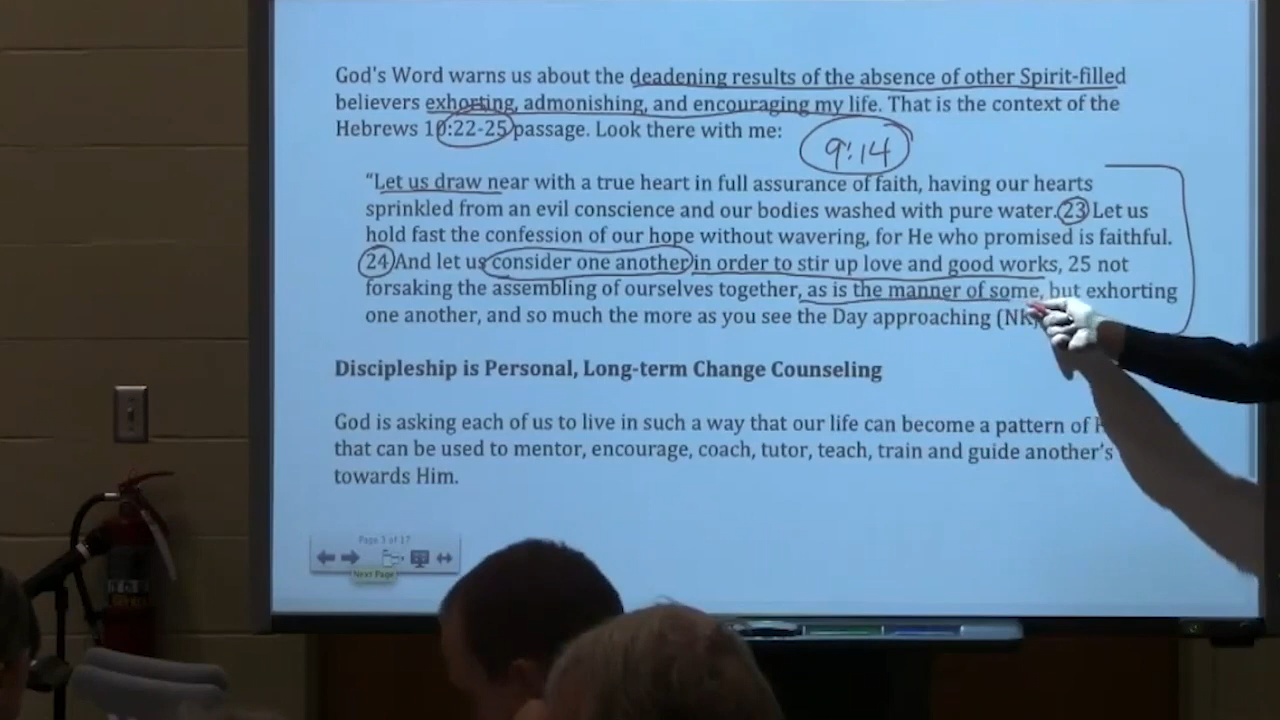 God's Word warns us about the deadening results of the absence of other Spirit-filled
believers exhorting, admonishing, and encouraging my life. That is the context of the
Hebrews 10:22-25 passage. Look there with me:
9:14
"Let us draw near with a true heart in full assurance of faith, having our hearts
sprinkled from an evil conscience and our bodies washed with pure water. 23 Let us
hold fast the confession of our hope without wavering, for He who promised is faithful.
24 And let us consider one another in order to stir up love and good works, 25 not
forsaking the assembling of ourselves together, as is the manner of some, but exhorting
one another, and so much the more as you see the Day approaching (NK
Discipleship is Personal, Long-term Change Counseling
God is asking each of us to live in such a way that our life can become a pattern of
that can be used to mentor, encourage, coach, tutor, teach, train and guide another's
towards Him.
Page 3 of 17
Next Page